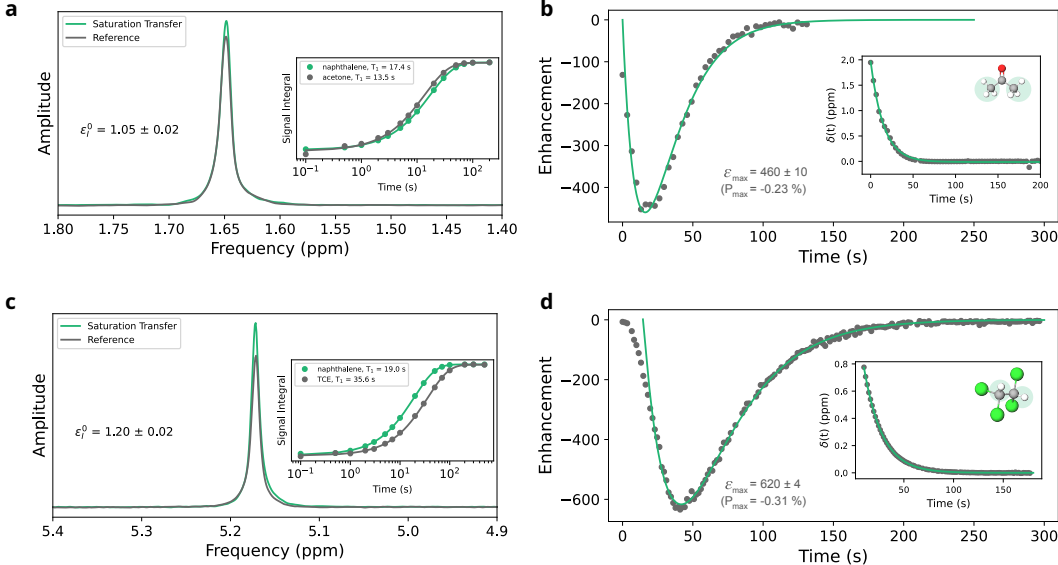 a
Saturation Transfer
Reference
Amplitude
ε_I^0 = 1.05 ± 0.02
Signal Integral
naphthalene, T₁ = 17.4 s
acetone, T₁ = 13.5 s
10⁻¹ 10⁰ 10¹ 10²
Time (s)
1.80 1.75 1.70 1.65 1.60 1.55 1.50 1.45 1.40
Frequency (ppm)
b
Enhancement
0
−100
−200
−300
−400
ε_max = 460 ± 10
(P_max = -0.23 %)
δ(t) (ppm)
2,0
1,5
1,0
0,5
0,0
0 50 100 150 200
Time (s)
0 50 100 150 200 250 300
Time (s)
c
Saturation Transfer
Reference
Amplitude
ε_I^0 = 1.20 ± 0.02
Signal Integral
naphthalene, T₁ = 19.0 s
TCE, T₁ = 35.6 s
10⁻¹ 10⁰ 10¹ 10²
Time (s)
5.4 5.3 5.2 5.1 5.0 4.9
Frequency (ppm)
d
Enhancement
0
−200
−400
−600
ε_max = 620 ± 4
(P_max = -0.31 %)
δ(t) (ppm)
0,8
0,6
0,4
0,2
0,0
50 100 150
Time (s)
0 50 100 150 200 250 300
Time (s)